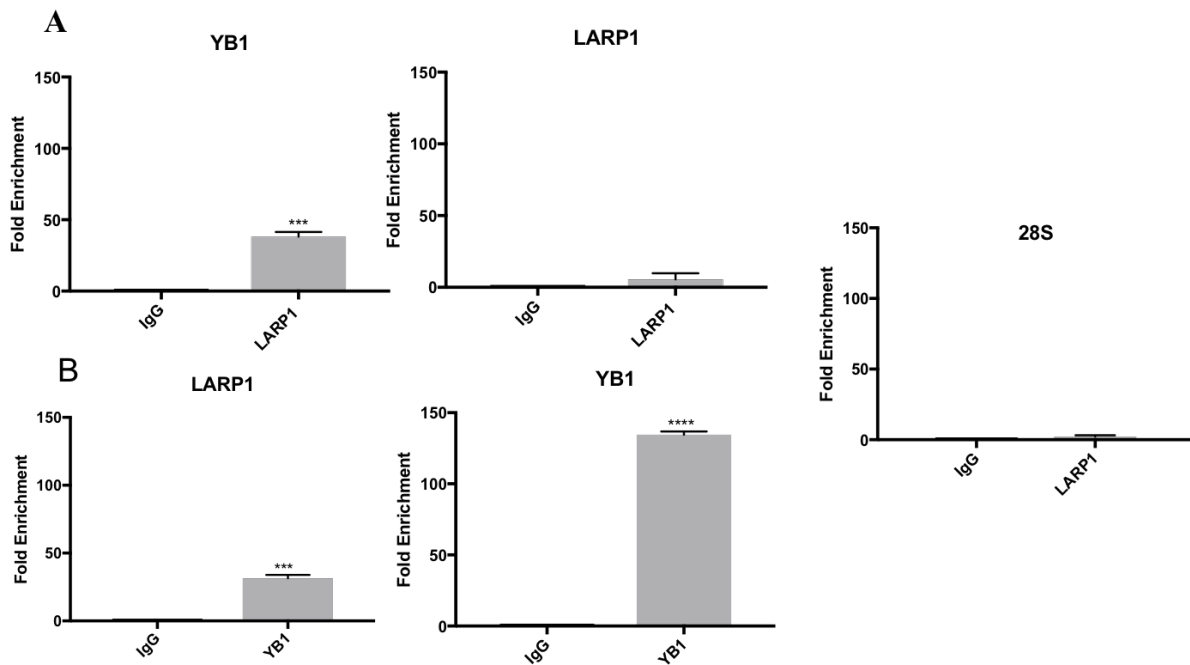 A
YB1
LARP1
Fold Enrichment
150
100
50
0
***
IgG
LARP1
Fold Enrichment
150
100
50
0
IgG
LARP1
28S
Fold Enrichment
150
100
50
0
IgG
LARP1
B
LARP1
YB1
Fold Enrichment
150
100
50
0
***
IgG
YB1
Fold Enrichment
150
100
50
0
****
IgG
YB1